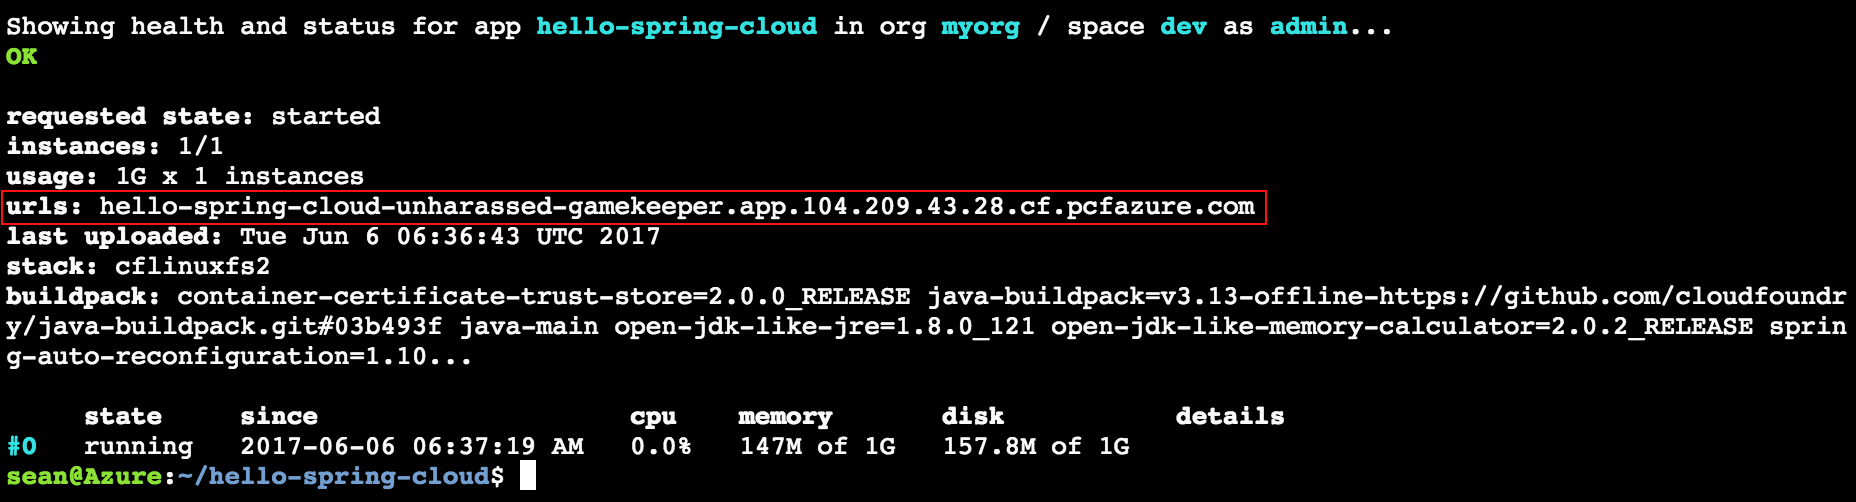 Showing health and status for app hello-spring-cloud in org myorg / space dev as admin...
OK
requested state: started
instances: 1/1
usage: 1G x 1 instances
urls: hello-spring-cloud-unharassed-gamekeeper.app.104.209.43.28.cf.pcfazure.com
last uploaded: Tue Jun 6 06:36:43 UTC 2017
stack: cflinuxfs2
buildpack: container-certificate-trust-store=2.0.0_RELEASE java-buildpack=v3.13-offline-https://github.com/cloudfoundr
y/java-buildpack.git#03b493f java-main open-jdk-like-jre=1.8.0_121 open-jdk-like-memory-calculator=2.0.2_RELEASE sprin
g-auto-reconfiguration=1.10...
state since cpu memory disk details
#0 running 2017-06-06 06:37:19 AM 0.0% 147M of 1G 157.8M of 1G
sean@Azure:~/hello-spring-cloud$